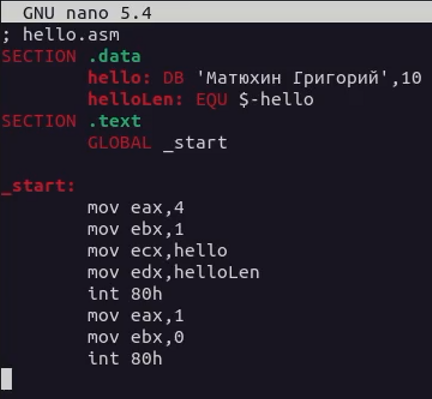 GNU nano 5.4
; hello.asm
SECTION .data
hello: DB 'Матюхин Григорий',10
helloLen: EQU $-hello
SECTION .text
GLOBAL _start
_start:
mov eax,4
mov ebx,1
mov ecx,hello
mov edx,helloLen
int 80h
mov eax,1
mov ebx,0
int 80h